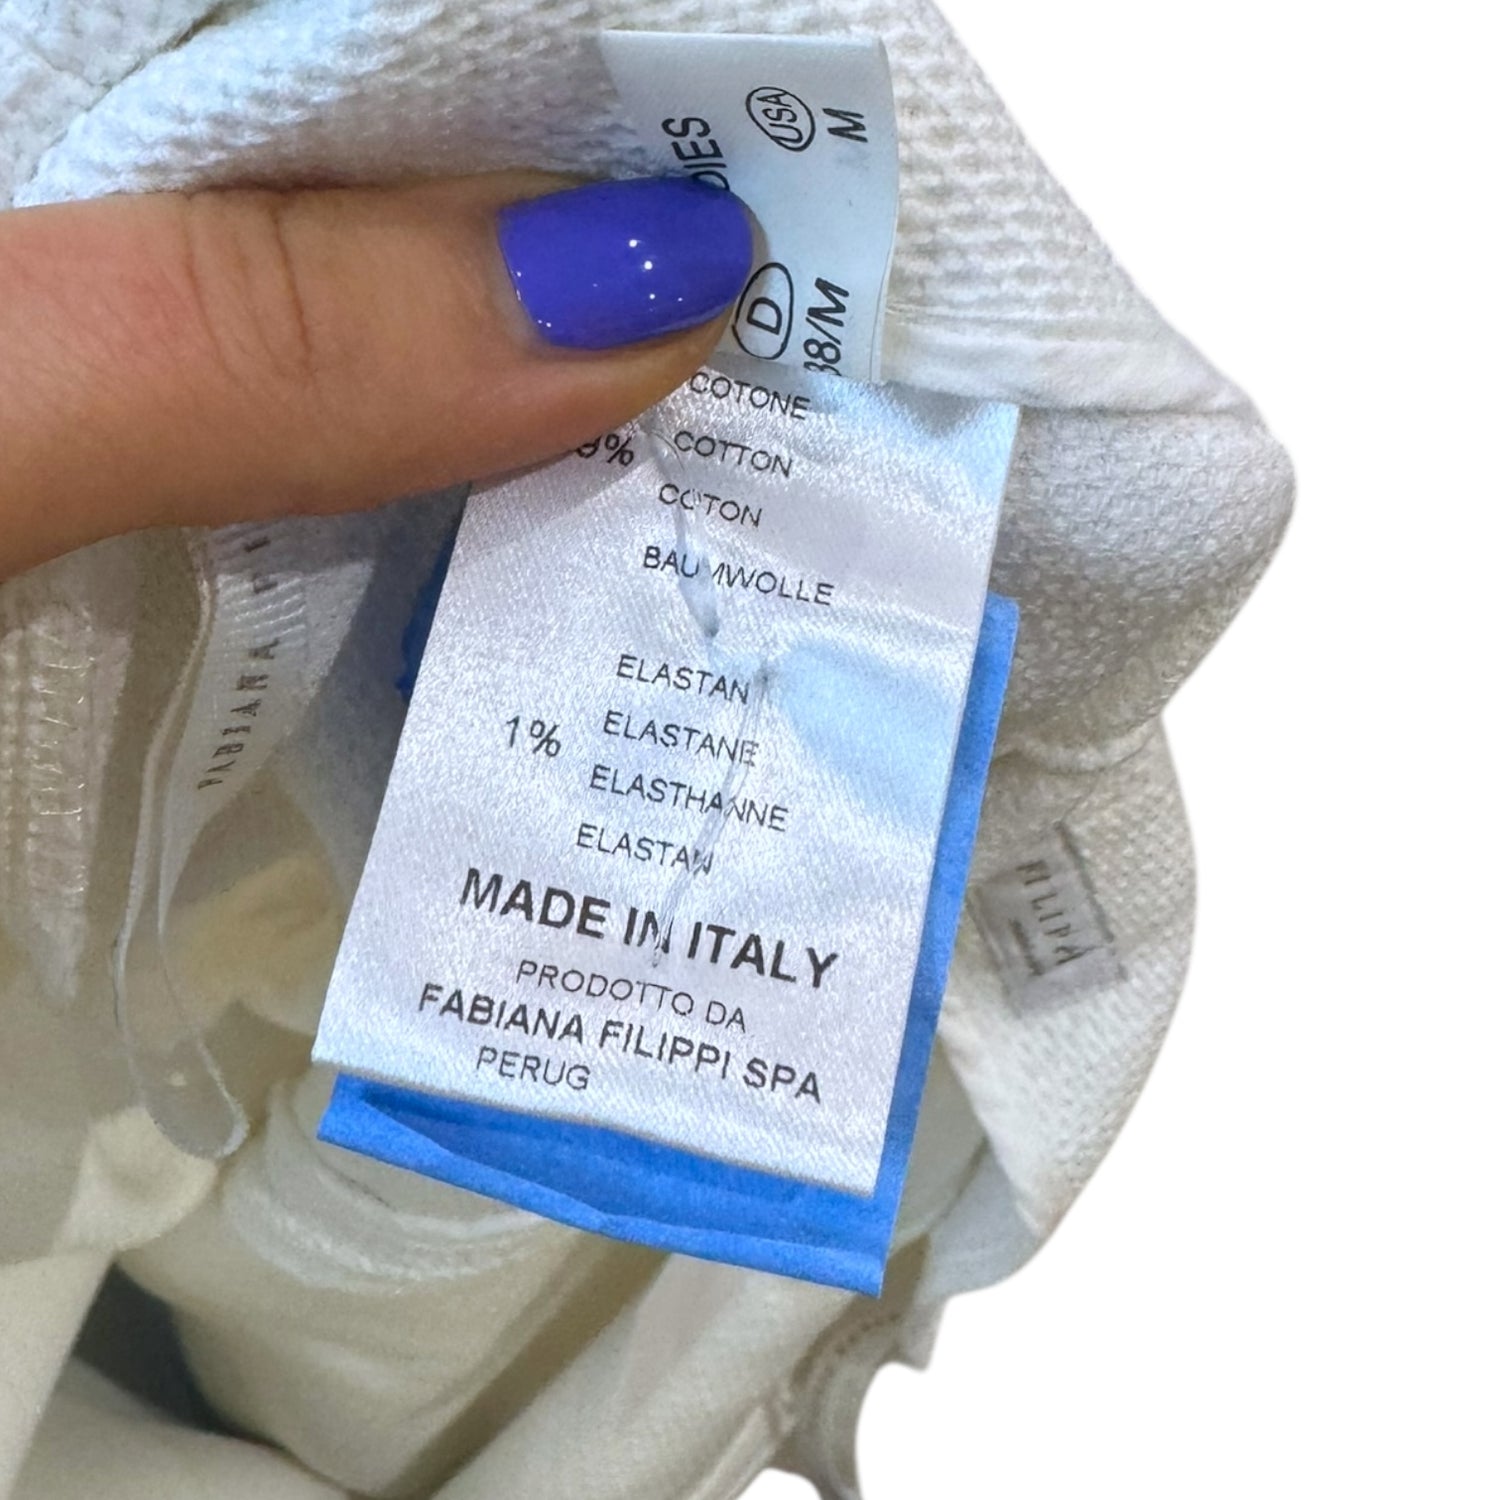 USA
M
D
38/M
COTONE
COTTON
COTON
BAUMWOLLE
ELASTAN
1% ELASTANE
ELASTHANNE
ELASTAN
MADE IN ITALY
PRODOTTO DA
FABIANA FILIPPI SPA
PERUG
FABIANA